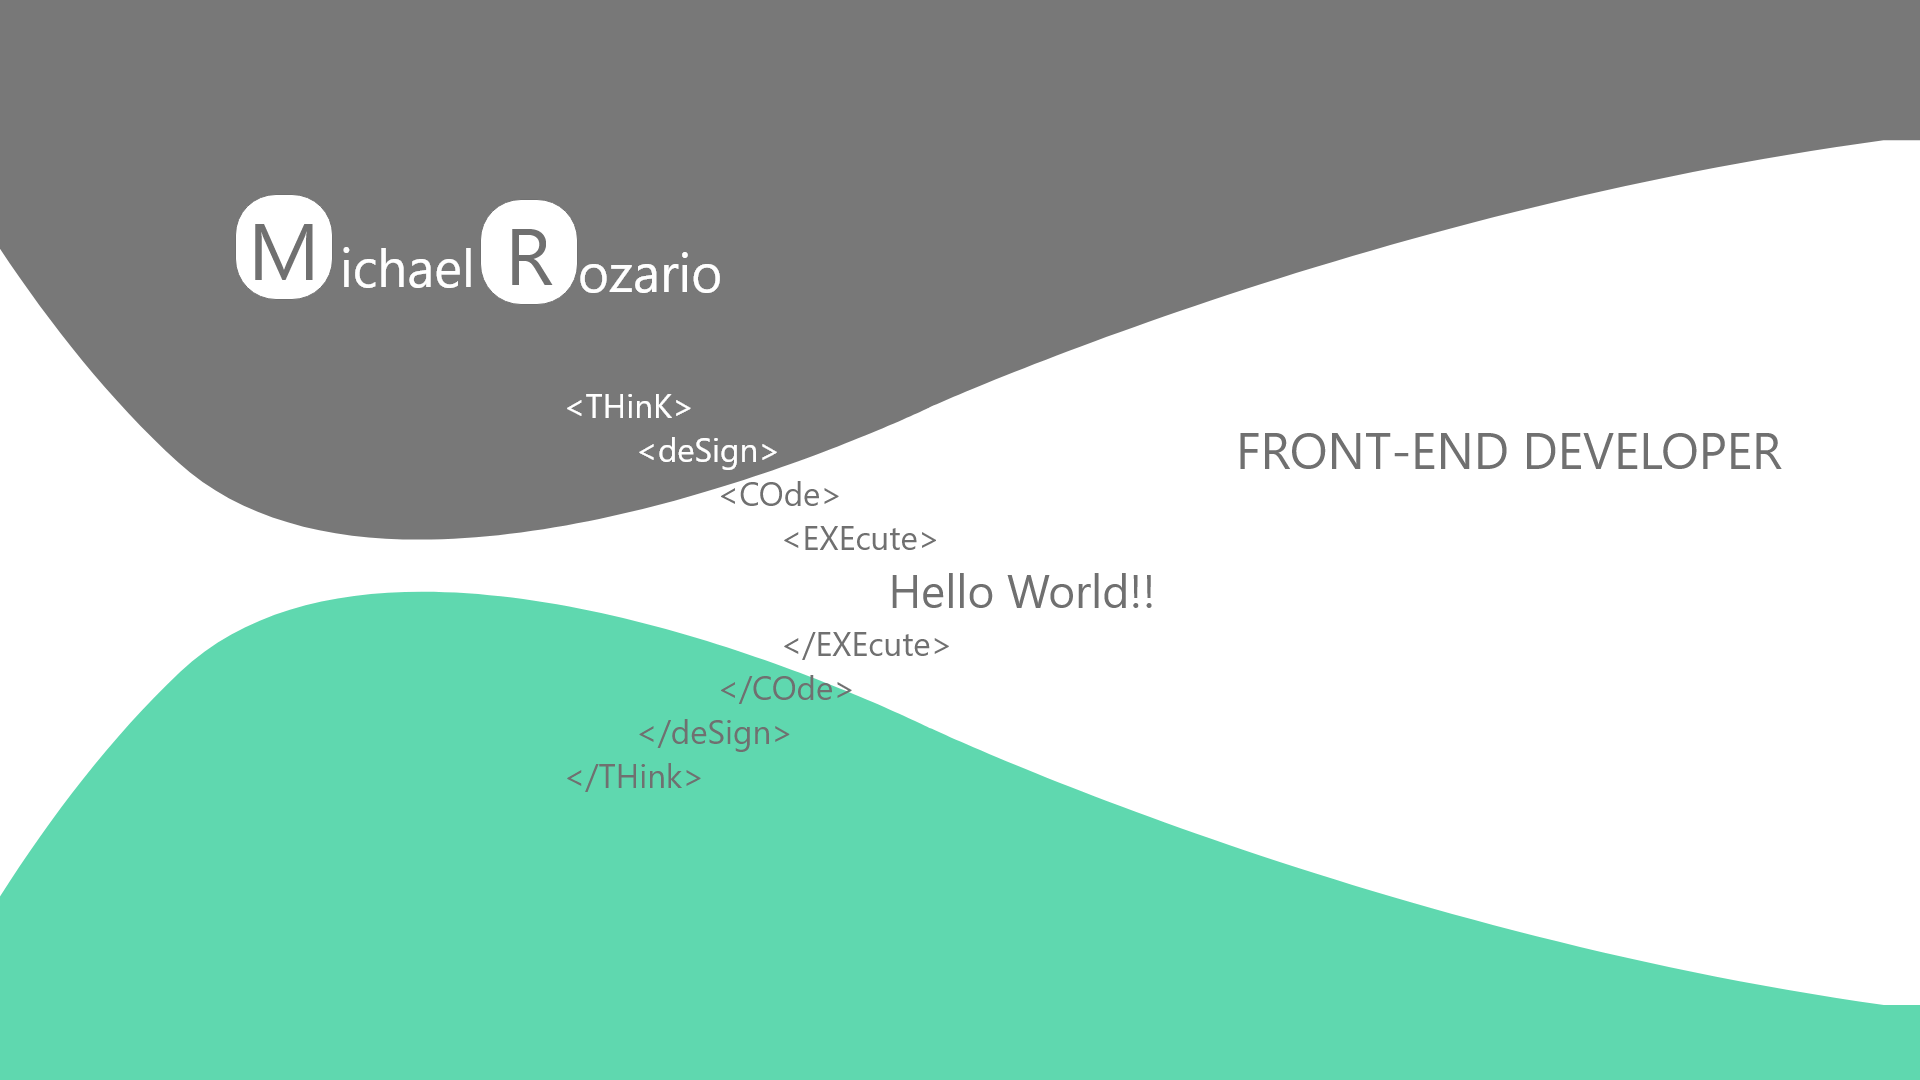 Michael Rozario
<THinK>
<deSign>
<COde>
<EXEcute>
Hello World!!
</EXEcute>
</COde>
</deSign>
</THink>
FRONT-END DEVELOPER